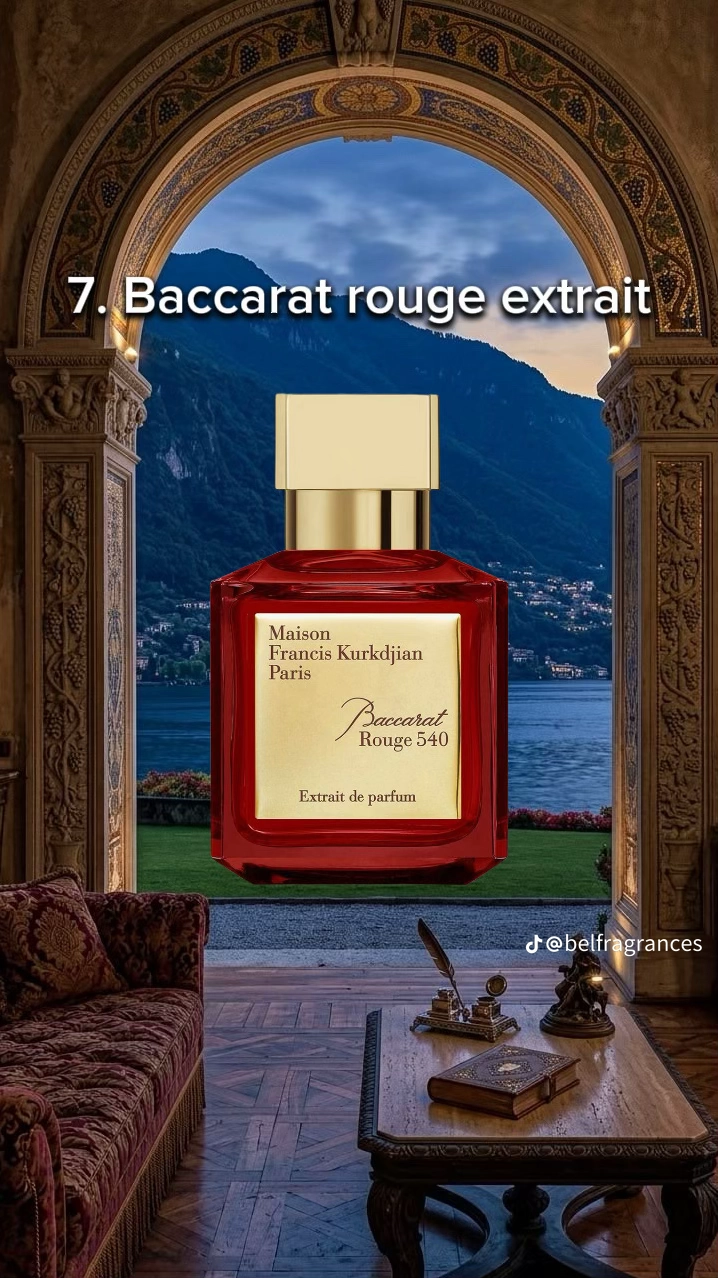 7. Baccarat rouge extrait
Maison
Francis Kurkdjian
Paris
Baccarat
Rouge 540
Extrait de parfum
@belfragrances